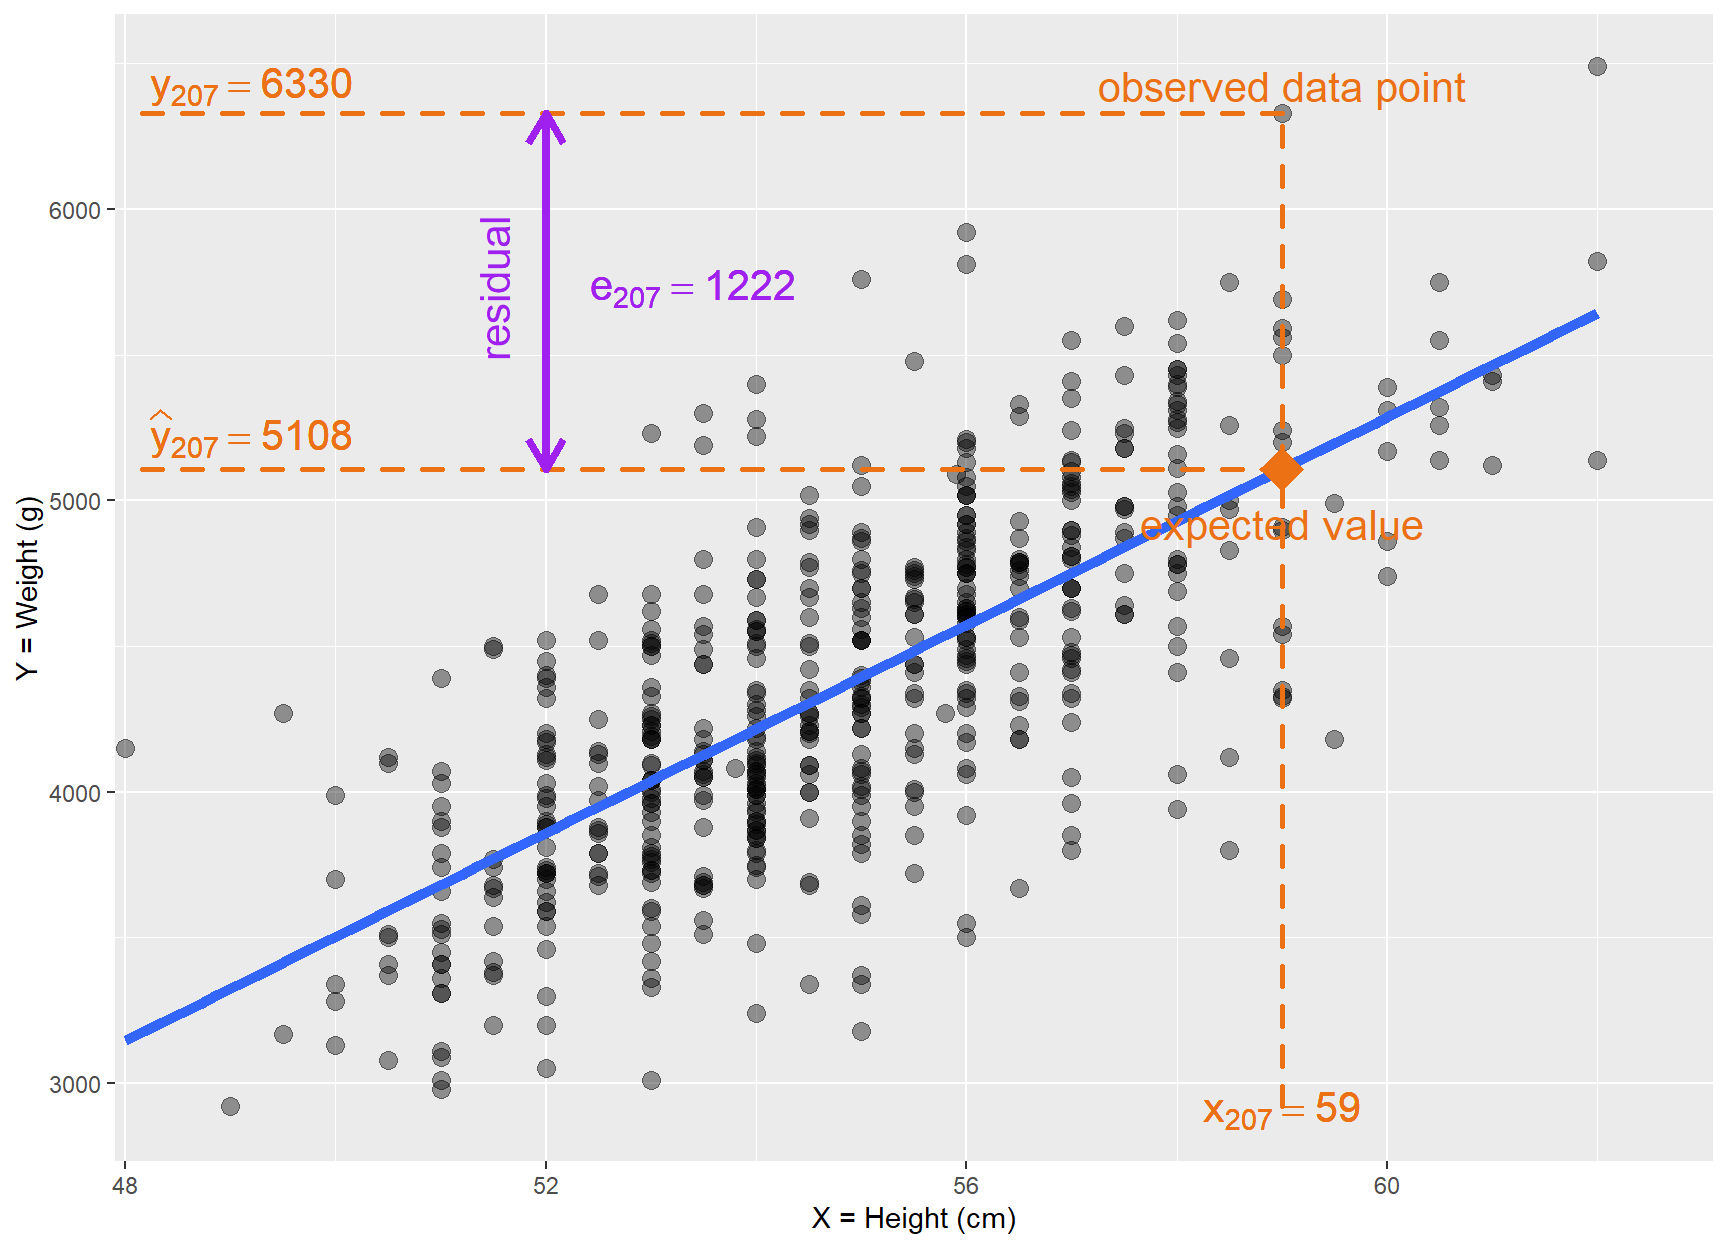 y207 = 6330
observed data point
6000
residual
e207 = 1222
ŷ207 = 5108
5000
expected value
Y = Weight (g)
4000
3000
x207 = 59
48 52 56 60
X = Height (cm)